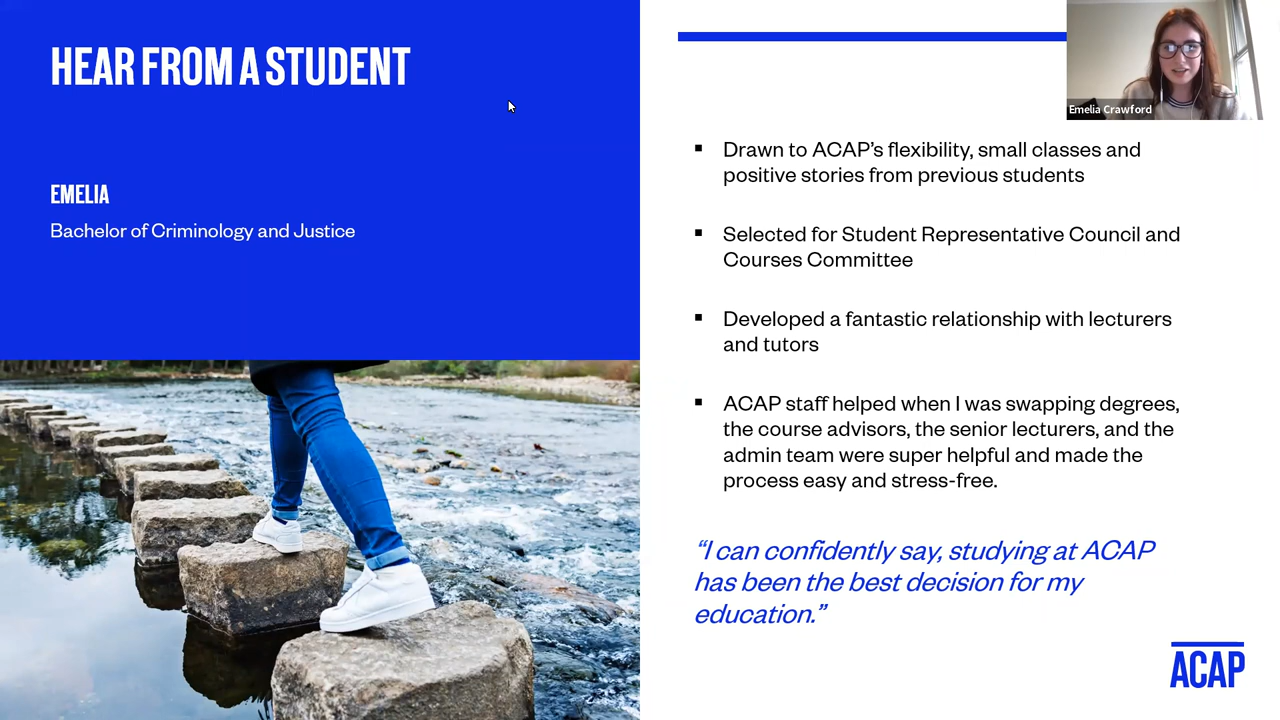 HEAR FROM A STUDENT
EMELIA
Bachelor of Criminology and Justice
Emelia Crawford
▪ Drawn to ACAP’s flexibility, small classes and
positive stories from previous students
▪ Selected for Student Representative Council and
Courses Committee
▪ Developed a fantastic relationship with lecturers
and tutors
▪ ACAP staff helped when I was swapping degrees,
the course advisors, the senior lecturers, and the
admin team were super helpful and made the
process easy and stress-free.
“I can confidently say, studying at ACAP
has been the best decision for my
education.”
ACAP